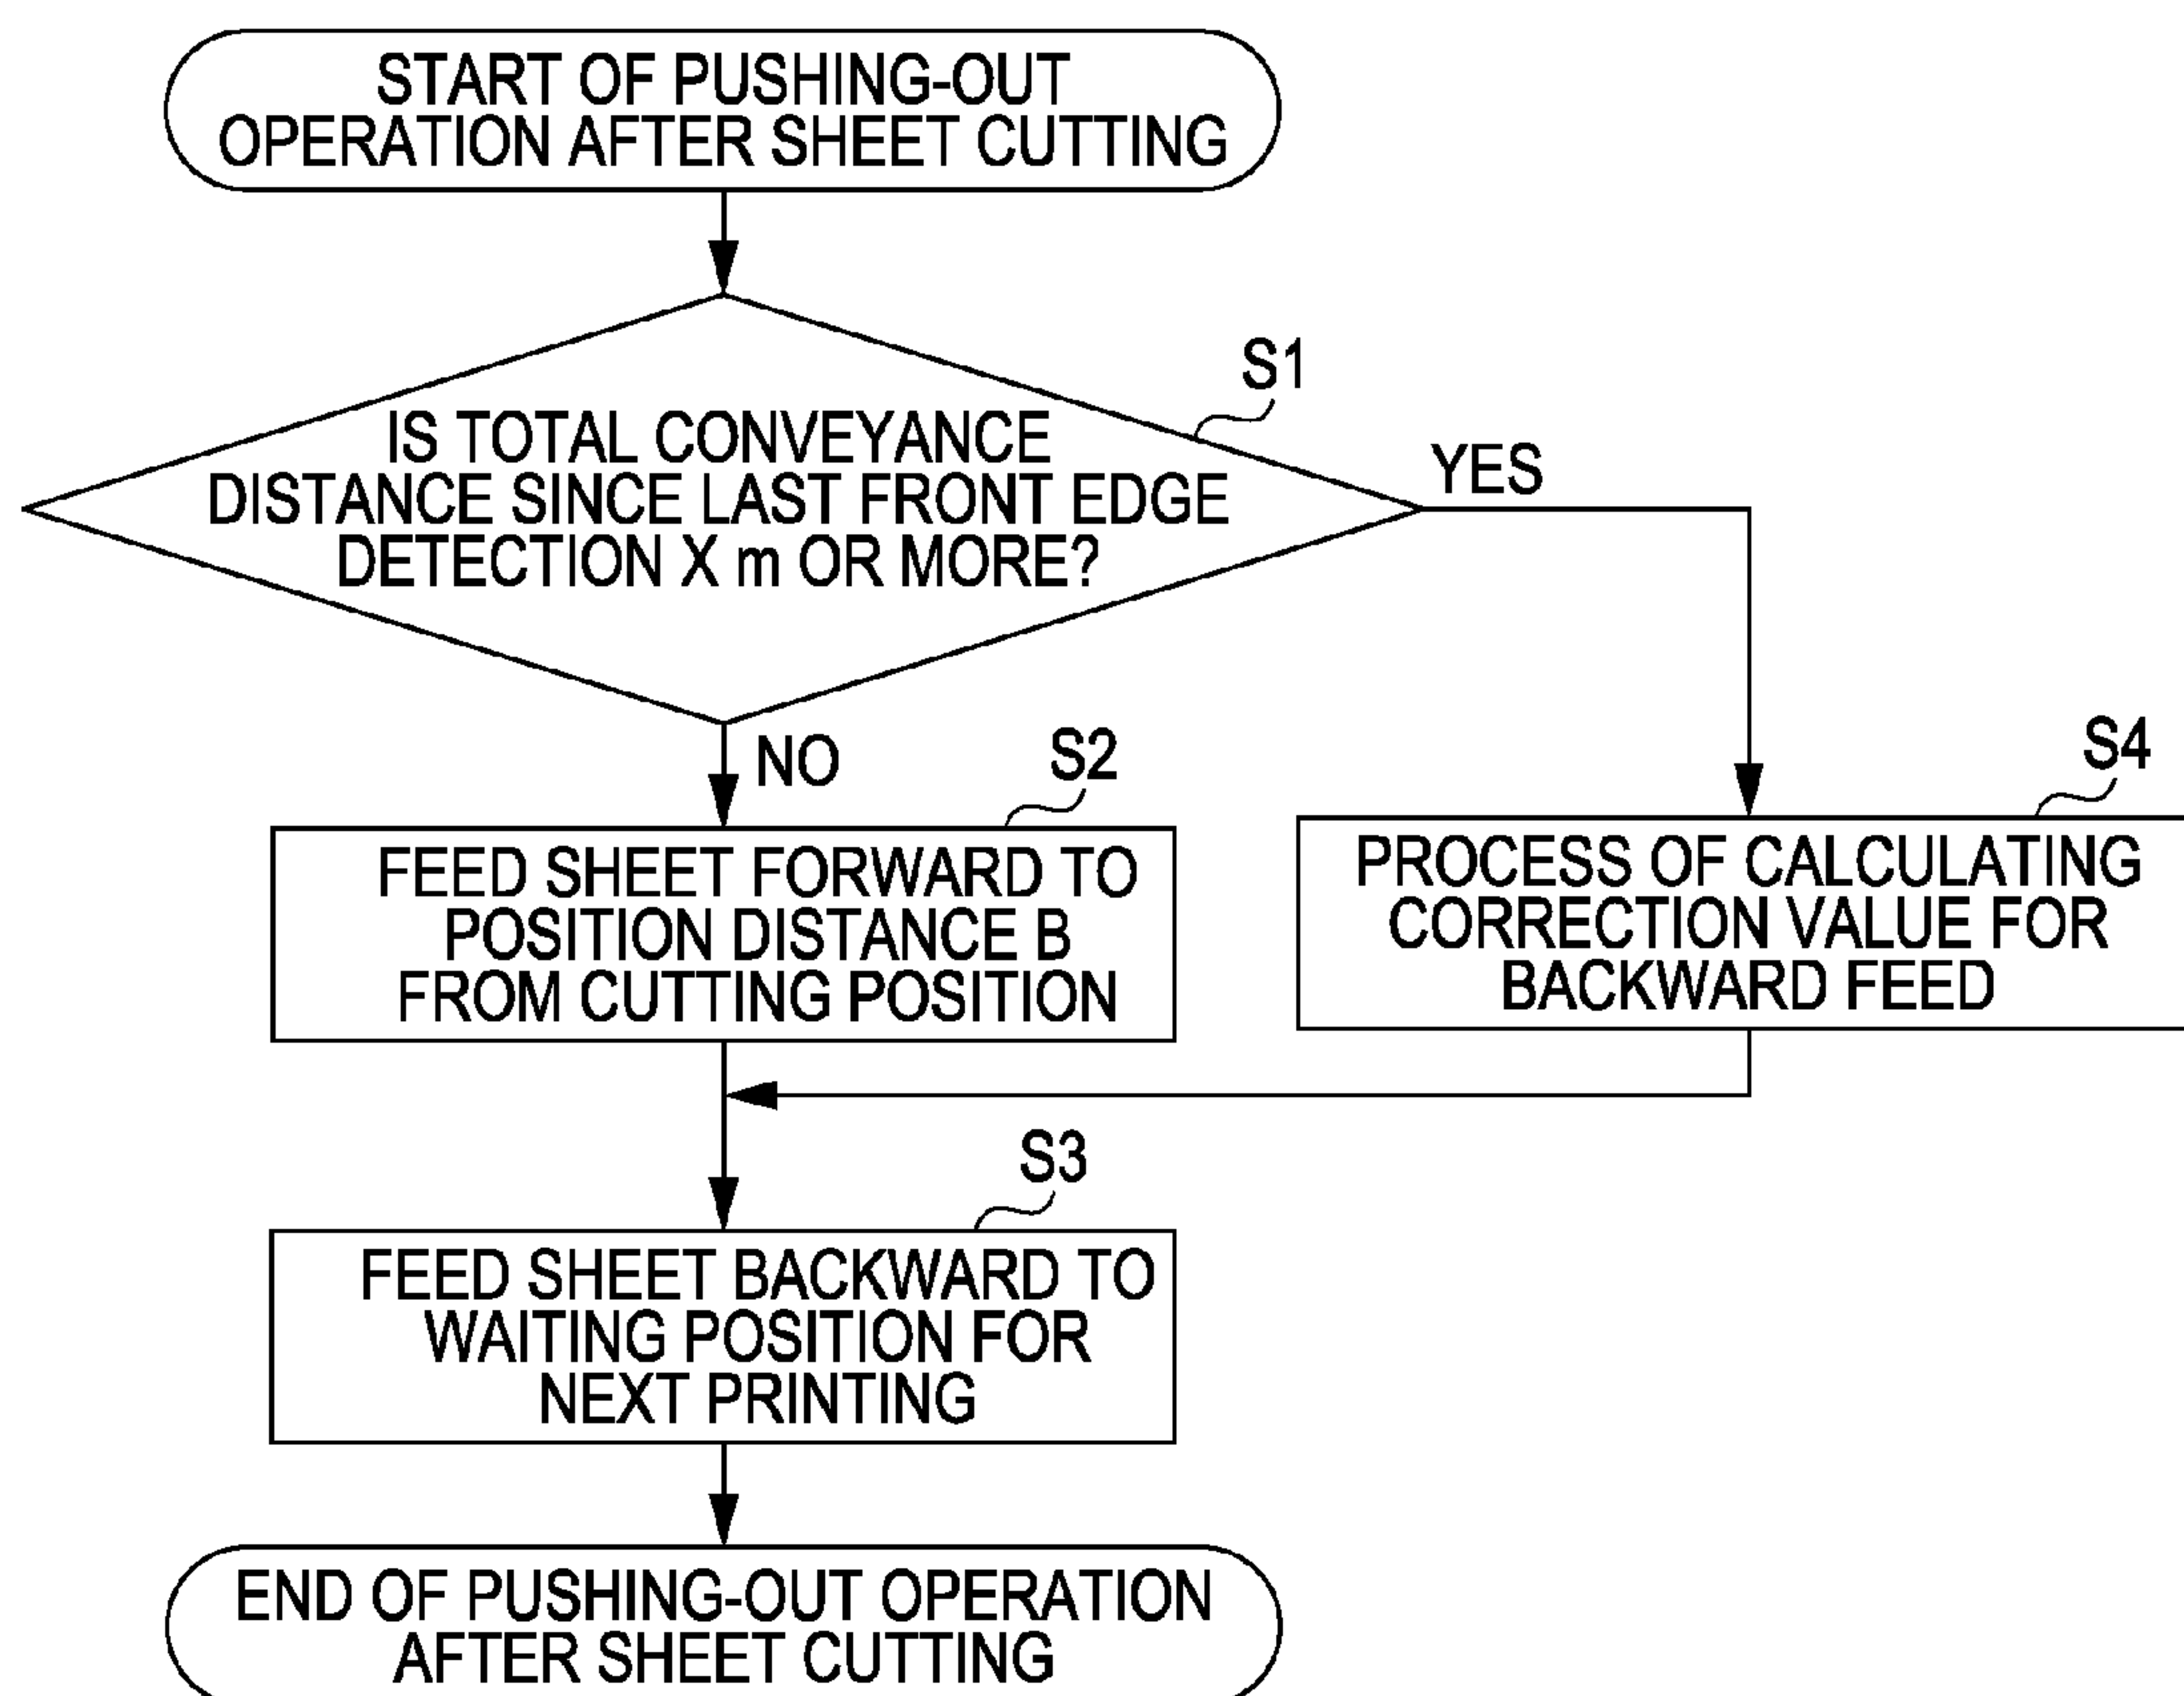 START OF PUSHING-OUT
OPERATION AFTER SHEET CUTTING
S1
IS TOTAL CONVEYANCE
DISTANCE SINCE LAST FRONT EDGE
DETECTION X m OR MORE?
YES
NO
S2
FEED SHEET FORWARD TO
POSITION DISTANCE B
FROM CUTTING POSITION
S4
PROCESS OF CALCULATING
CORRECTION VALUE FOR
BACKWARD FEED
S3
FEED SHEET BACKWARD TO
WAITING POSITION FOR
NEXT PRINTING
END OF PUSHING-OUT OPERATION
AFTER SHEET CUTTING